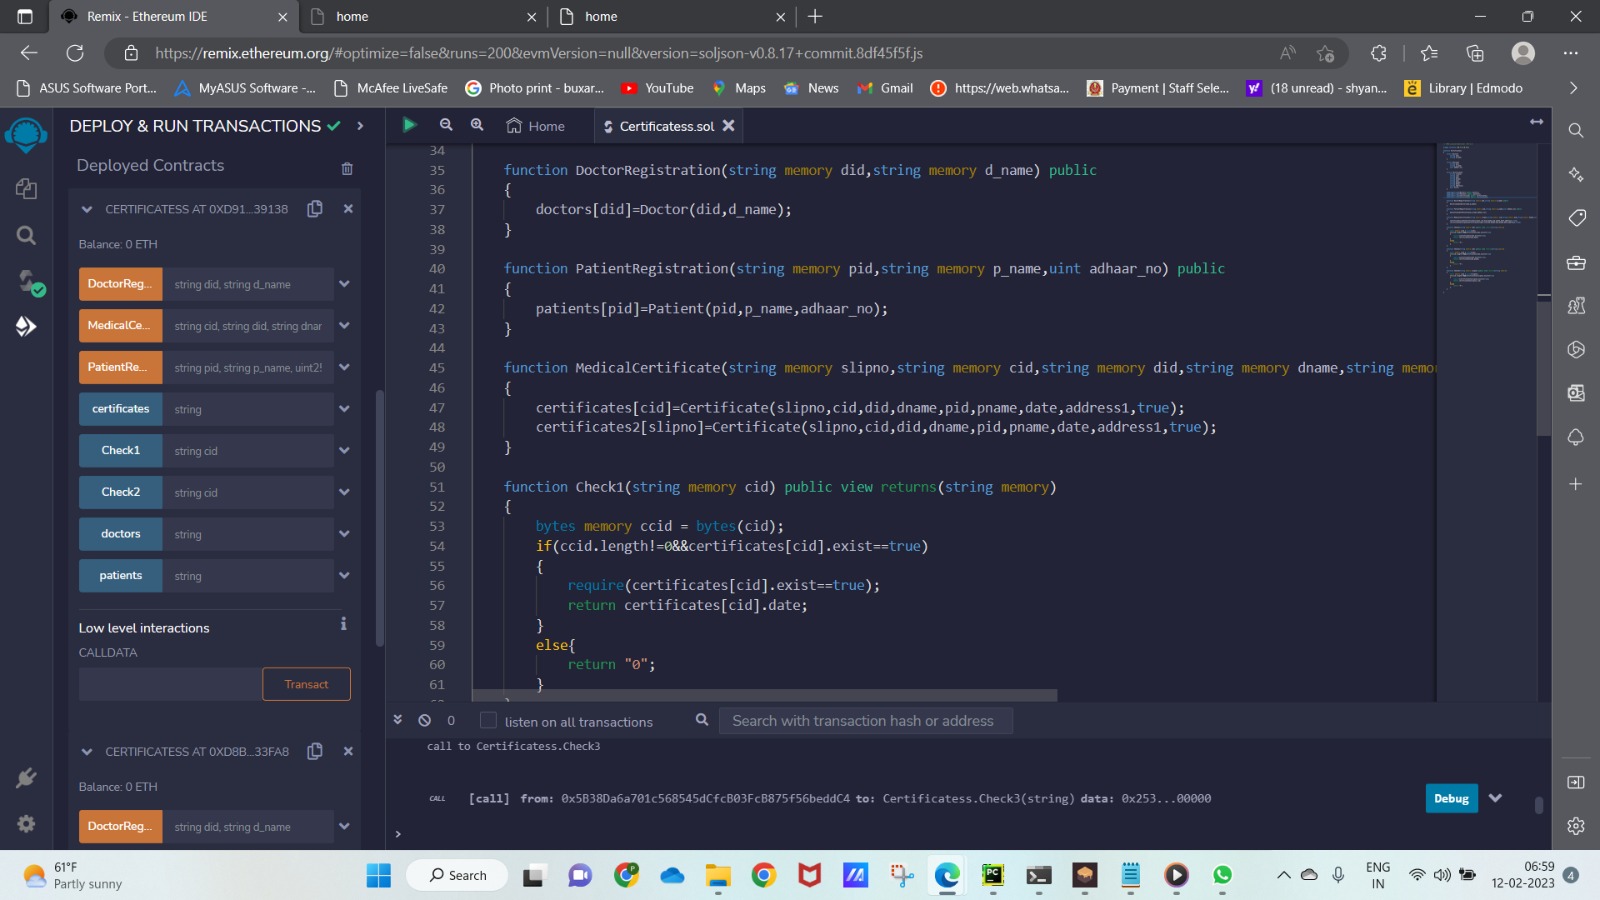 Remix - Ethereum IDE
home
home
https://remix.ethereum.org/#optimize=false&runs=200&evmVersion=null&version=soljson-v0.8.17+commit.8df45f5f.js
ASUS Software Port...
MyASUS Software -...
McAfee LiveSafe
Photo print - buxar...
YouTube
Maps
News
Gmail
https://web.whatsa...
Payment | Staff Sele...
(18 unread) - shyan...
Library | Edmodo
DEPLOY & RUN TRANSACTIONS
Home
Certificatess.sol
Deployed Contracts
CERTIFICATESS AT 0XD91...39138
Balance: 0 ETH
DoctorReg... string did, string d_name
MedicalCe... string cid, string did, string dnar
PatientRe... string pid, string p_name, uint2!
certificates string
Check1 string cid
Check2 string cid
doctors string
patients string
Low level interactions
i
CALLDATA
Transact
CERTIFICATESS AT 0XD8B...33FA8
Balance: 0 ETH
DoctorReg... string did, string d_name
34
35 function DoctorRegistration(string memory did,string memory d_name) public
36 {
37 doctors[did]=Doctor(did,d_name);
38 }
39
40 function PatientRegistration(string memory pid,string memory p_name,uint adhaar_no) public
41 {
42 patients[pid]=Patient(pid,p_name,adhaar_no);
43 }
44
45 function MedicalCertificate(string memory slipno,string memory cid,string memory did,string memory dname,string memo
46 {
47 certificates[cid]=Certificate(slipno,cid,did,dname,pid,pname,date,address1,true);
48 certificates2[slipno]=Certificate(slipno,cid,did,dname,pid,pname,date,address1,true);
49 }
50
51 function Check1(string memory cid) public view returns(string memory)
52 {
53 bytes memory ccid = bytes(cid);
54 if(ccid.length!=0&&certificates[cid].exist==true)
55 {
56 require(certificates[cid].exist==true);
57 return certificates[cid].date;
58 }
59 else{
60 return "0";
61 }
0
listen on all transactions
Search with transaction hash or address
call to Certificatess.Check3
CALL [call] from: 0x5B38Da6a701c568545dCfcB03FcB875f56beddC4 to: Certificatess.Check3(string) data: 0x253...00000
Debug
>
61°F
Partly sunny
Search
ENG
IN
06:59
12-02-2023
4